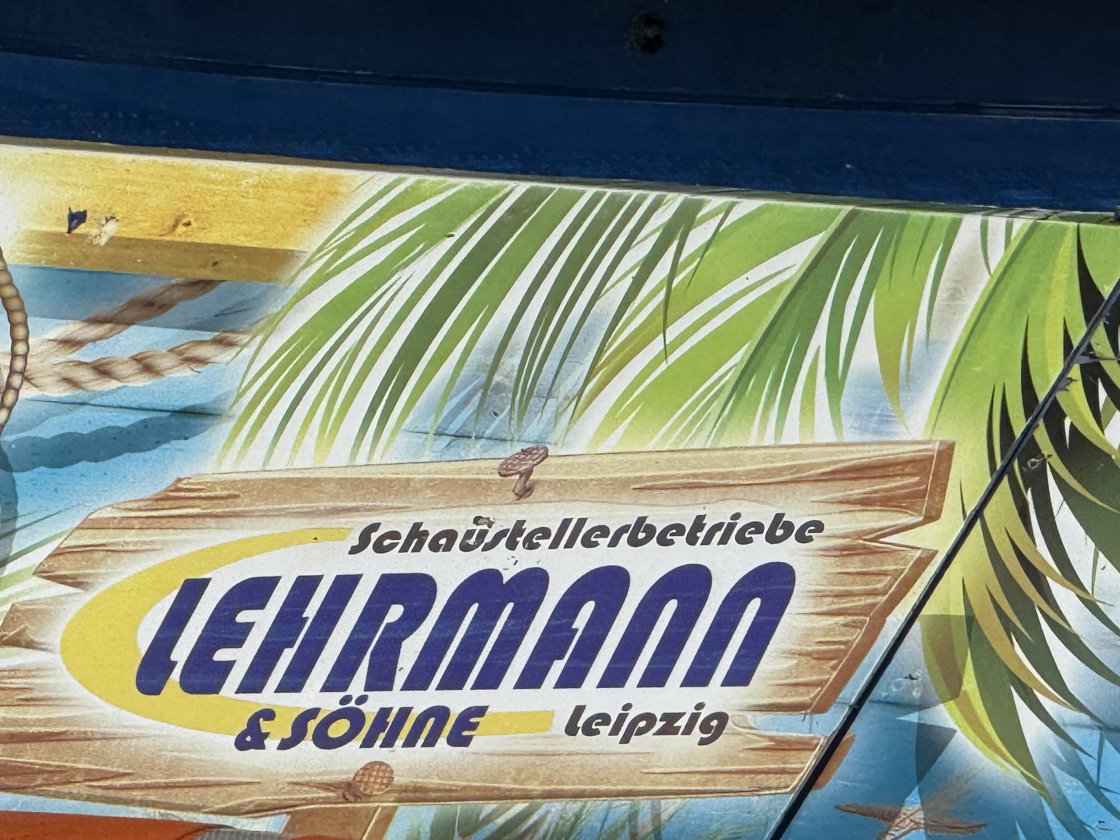 Schaustellerbetriebe
LEHRMANN
& SÖHNE Leipzig